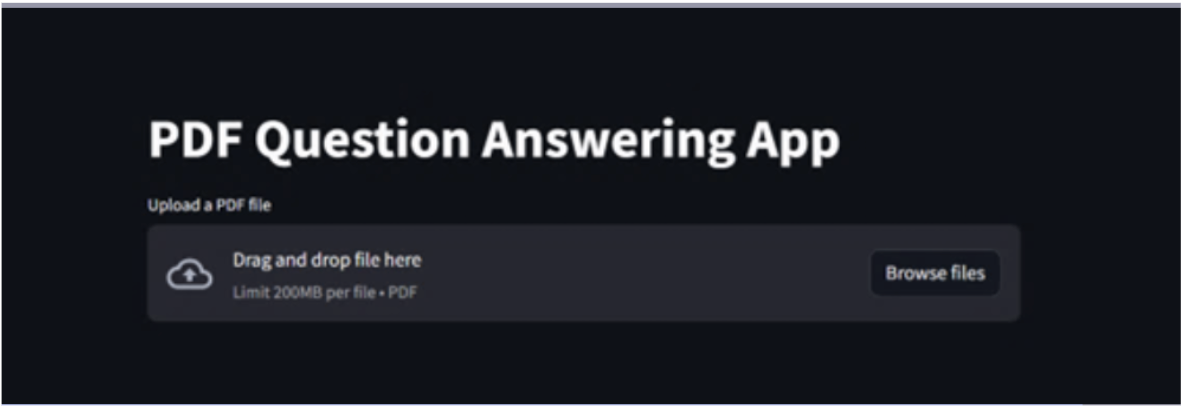 PDF Question Answering App
Upload a PDF file
Drag and drop file here
Limit 200MB per file • PDF
Browse files